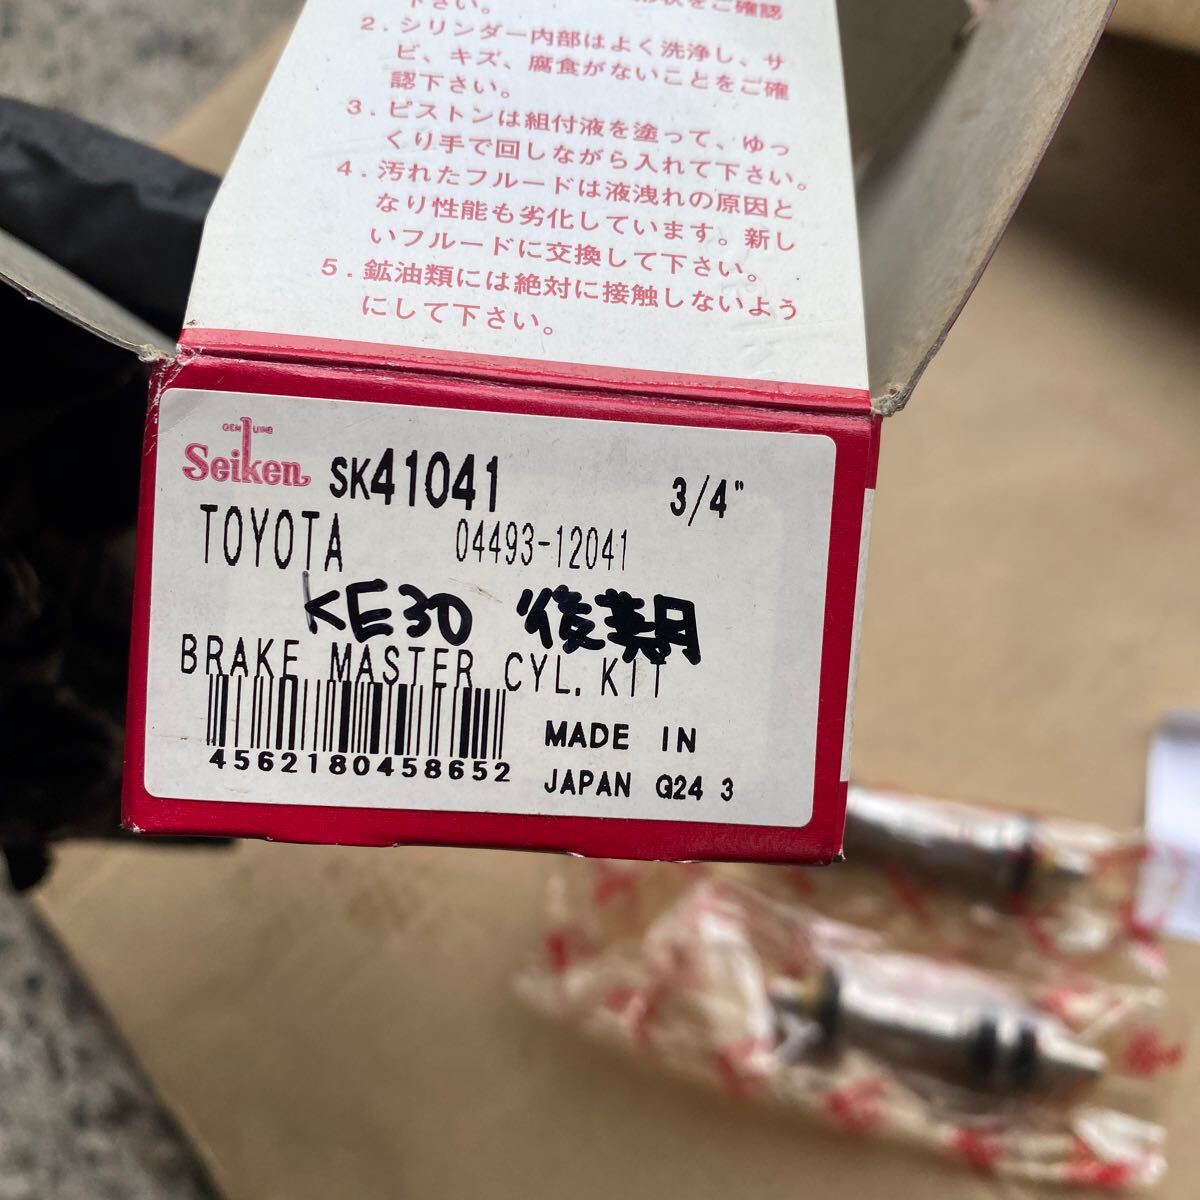 をご確認
下さい。
2.シリンダー内部はよく洗浄し、サ
ビ、キズ、腐食がないことをご確
認下さい。
3.ピストンは組付液を塗って、ゆっ
くり手で回しながら入れて下さい。
4.汚れたフルードは液洩れの原因と
なり性能も劣化しています。新し
いフルードに交換して下さい。
5.鉱油類には絶対に接触しないよう
にして下さい。
GENUINE
Seiken SK41041 3/4"
TOYOTA 04493-12041
KE30 後期
BRAKE MASTER CYL. KIT
MADE IN
4562180458652
JAPAN G24 3